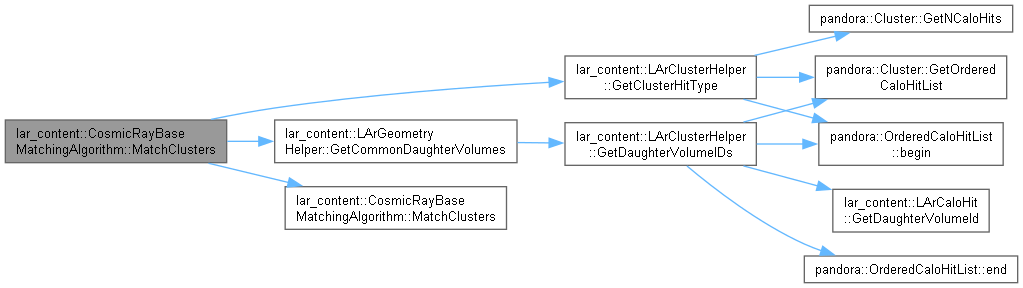 lar_content::CosmicRayBase
MatchingAlgorithm::MatchClusters
lar_content::LArGeometry
Helper::GetCommonDaughterVolumes
lar_content::CosmicRayBase
MatchingAlgorithm::MatchClusters
lar_content::LArClusterHelper
::GetClusterHitType
lar_content::LArClusterHelper
::GetDaughterVolumeIDs
pandora::Cluster::GetNCaloHits
pandora::Cluster::GetOrdered
CaloHitList
pandora::OrderedCaloHitList
::begin
lar_content::LArCaloHit
::GetDaughterVolumeId
pandora::OrderedCaloHitList::end